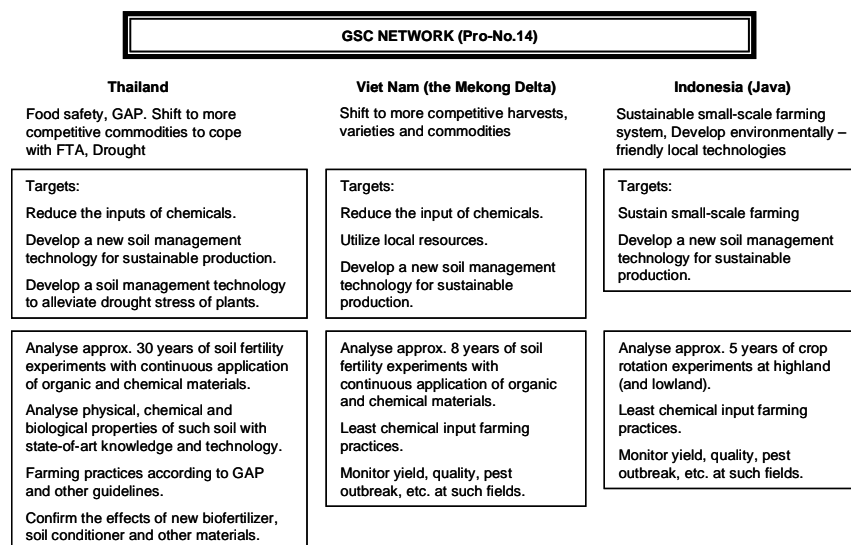 GSC NETWORK (Pro-No.14)
Thailand
Food safety, GAP. Shift to more
competitive commodities to cope
with FTA, Drought
Targets:
Reduce the inputs of chemicals.
Develop a new soil management
technology for sustainable production.
Develop a soil management technology
to alleviate drought stress of plants.
Analyse approx. 30 years of soil fertility
experiments with continuous application
of organic and chemical materials.
Analyse physical, chemical and
biological properties of such soil with
state-of-art knowledge and technology.
Farming practices according to GAP
and other guidelines.
Confirm the effects of new biofertilizer,
soil conditioner and other materials.
Viet Nam (the Mekong Delta)
Shift to more competitive harvests,
varieties and commodities
Targets:
Reduce the input of chemicals.
Utilize local resources.
Develop a new soil management
technology for sustainable
production.
Analyse approx. 8 years of soil
fertility experiments with
continuous application of organic
and chemical materials.
Least chemical input farming
practices.
Monitor yield, quality, pest
outbreak, etc. at such fields.
Indonesia (Java)
Sustainable small-scale farming
system, Develop environmentally –
friendly local technologies
Targets:
Sustain small-scale farming
Develop a new soil management
technology for sustainable
production.
Analyse approx. 5 years of crop
rotation experiments at highland
(and lowland).
Least chemical input farming
practices.
Monitor yield, quality, pest
outbreak, etc. at such fields.